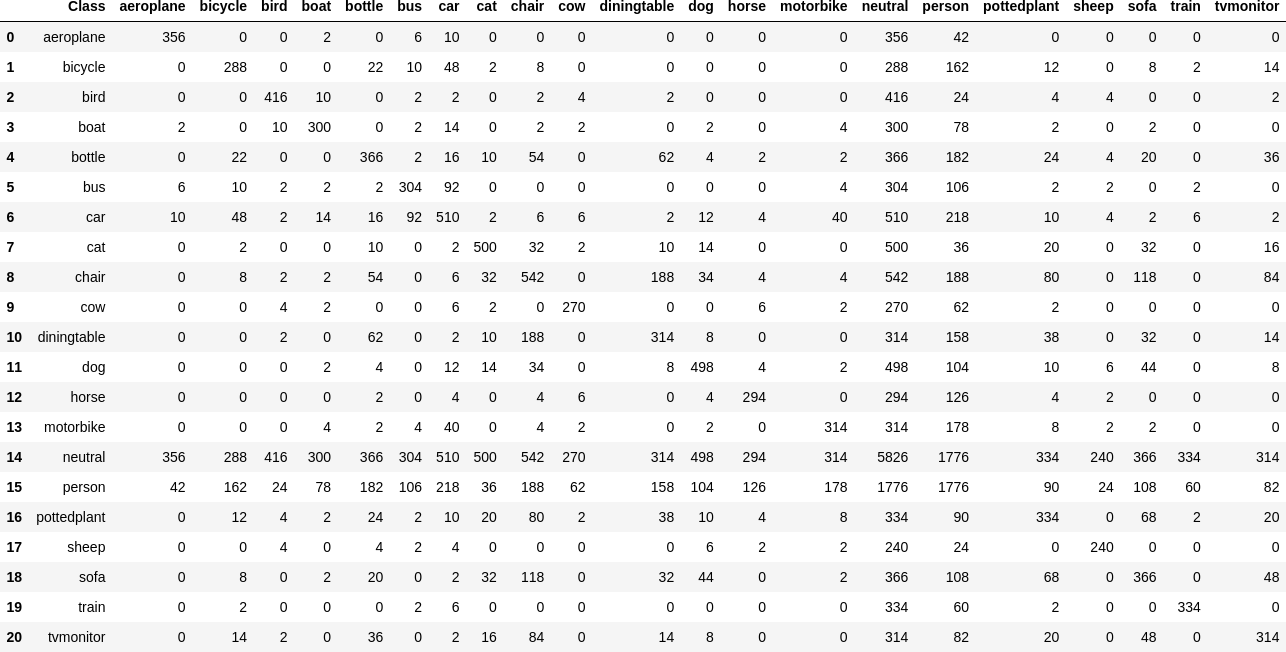 Class aeroplane bicycle bird boat bottle bus car cat chair cow diningtable dog horse motorbike neutral person pottedplant sheep sofa train tvmonitor
0 aeroplane 356 0 0 2 0 6 10 0 0 0 0 0 0 0 356 42 0 0 0 0 0
1 bicycle 0 288 0 0 22 10 48 2 8 0 0 0 0 0 288 162 12 0 8 2 14
2 bird 0 0 416 10 0 2 2 0 2 4 2 0 0 0 416 24 4 4 0 0 2
3 boat 2 0 10 300 0 2 14 0 2 2 0 2 0 4 300 78 2 0 2 0 0
4 bottle 0 22 0 0 366 2 16 10 54 0 62 4 2 2 366 182 24 4 20 0 36
5 bus 6 10 2 2 2 304 92 0 0 0 0 0 0 4 304 106 2 2 0 2 0
6 car 10 48 2 14 16 92 510 2 6 6 2 12 4 40 510 218 10 4 2 6 2
7 cat 0 2 0 0 10 0 2 500 32 2 10 14 0 0 500 36 20 0 32 0 16
8 chair 0 8 2 2 54 0 6 32 542 0 188 34 4 4 542 188 80 0 118 0 84
9 cow 0 0 4 2 0 0 6 2 0 270 0 0 6 2 270 62 2 0 0 0 0
10 diningtable 0 0 2 0 62 0 2 10 188 0 314 8 0 0 314 158 38 0 32 0 14
11 dog 0 0 0 2 4 0 12 14 34 0 8 498 4 2 498 104 10 6 44 0 8
12 horse 0 0 0 0 2 0 4 0 4 6 0 4 294 0 294 126 4 2 0 0 0
13 motorbike 0 0 0 4 2 4 40 0 4 2 0 2 0 314 314 178 8 2 2 0 0
14 neutral 356 288 416 300 366 304 510 500 542 270 314 498 294 314 5826 1776 334 240 366 334 314
15 person 42 162 24 78 182 106 218 36 188 62 158 104 126 178 1776 1776 90 24 108 60 82
16 pottedplant 0 12 4 2 24 2 10 20 80 2 38 10 4 8 334 90 334 0 68 2 20
17 sheep 0 0 4 0 4 2 4 0 0 0 0 6 2 2 240 24 0 240 0 0 0
18 sofa 0 8 0 2 20 0 2 32 118 0 32 44 0 2 366 108 68 0 366 0 48
19 train 0 2 0 0 0 2 6 0 0 0 0 0 0 0 334 60 2 0 0 334 0
20 tvmonitor 0 14 2 0 36 0 2 16 84 0 14 8 0 0 314 82 20 0 48 0 314